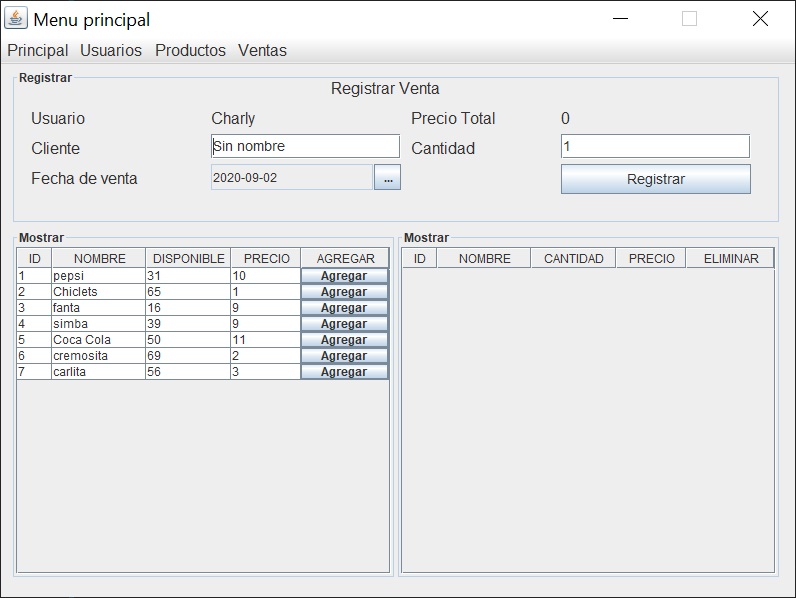 Menu principal
Principal Usuarios Productos Ventas
Registrar
Registrar Venta
Usuario Charly Precio Total 0
Cliente Sin nombre Cantidad 1
Fecha de venta 2020-09-02 ... Registrar
Mostrar
ID NOMBRE DISPONIBLE PRECIO AGREGAR
1 pepsi 31 10 Agregar
2 Chiclets 65 1 Agregar
3 fanta 16 9 Agregar
4 simba 39 9 Agregar
5 Coca Cola 50 11 Agregar
6 cremosita 69 2 Agregar
7 carlita 56 3 Agregar
Mostrar
ID NOMBRE CANTIDAD PRECIO ELIMINAR